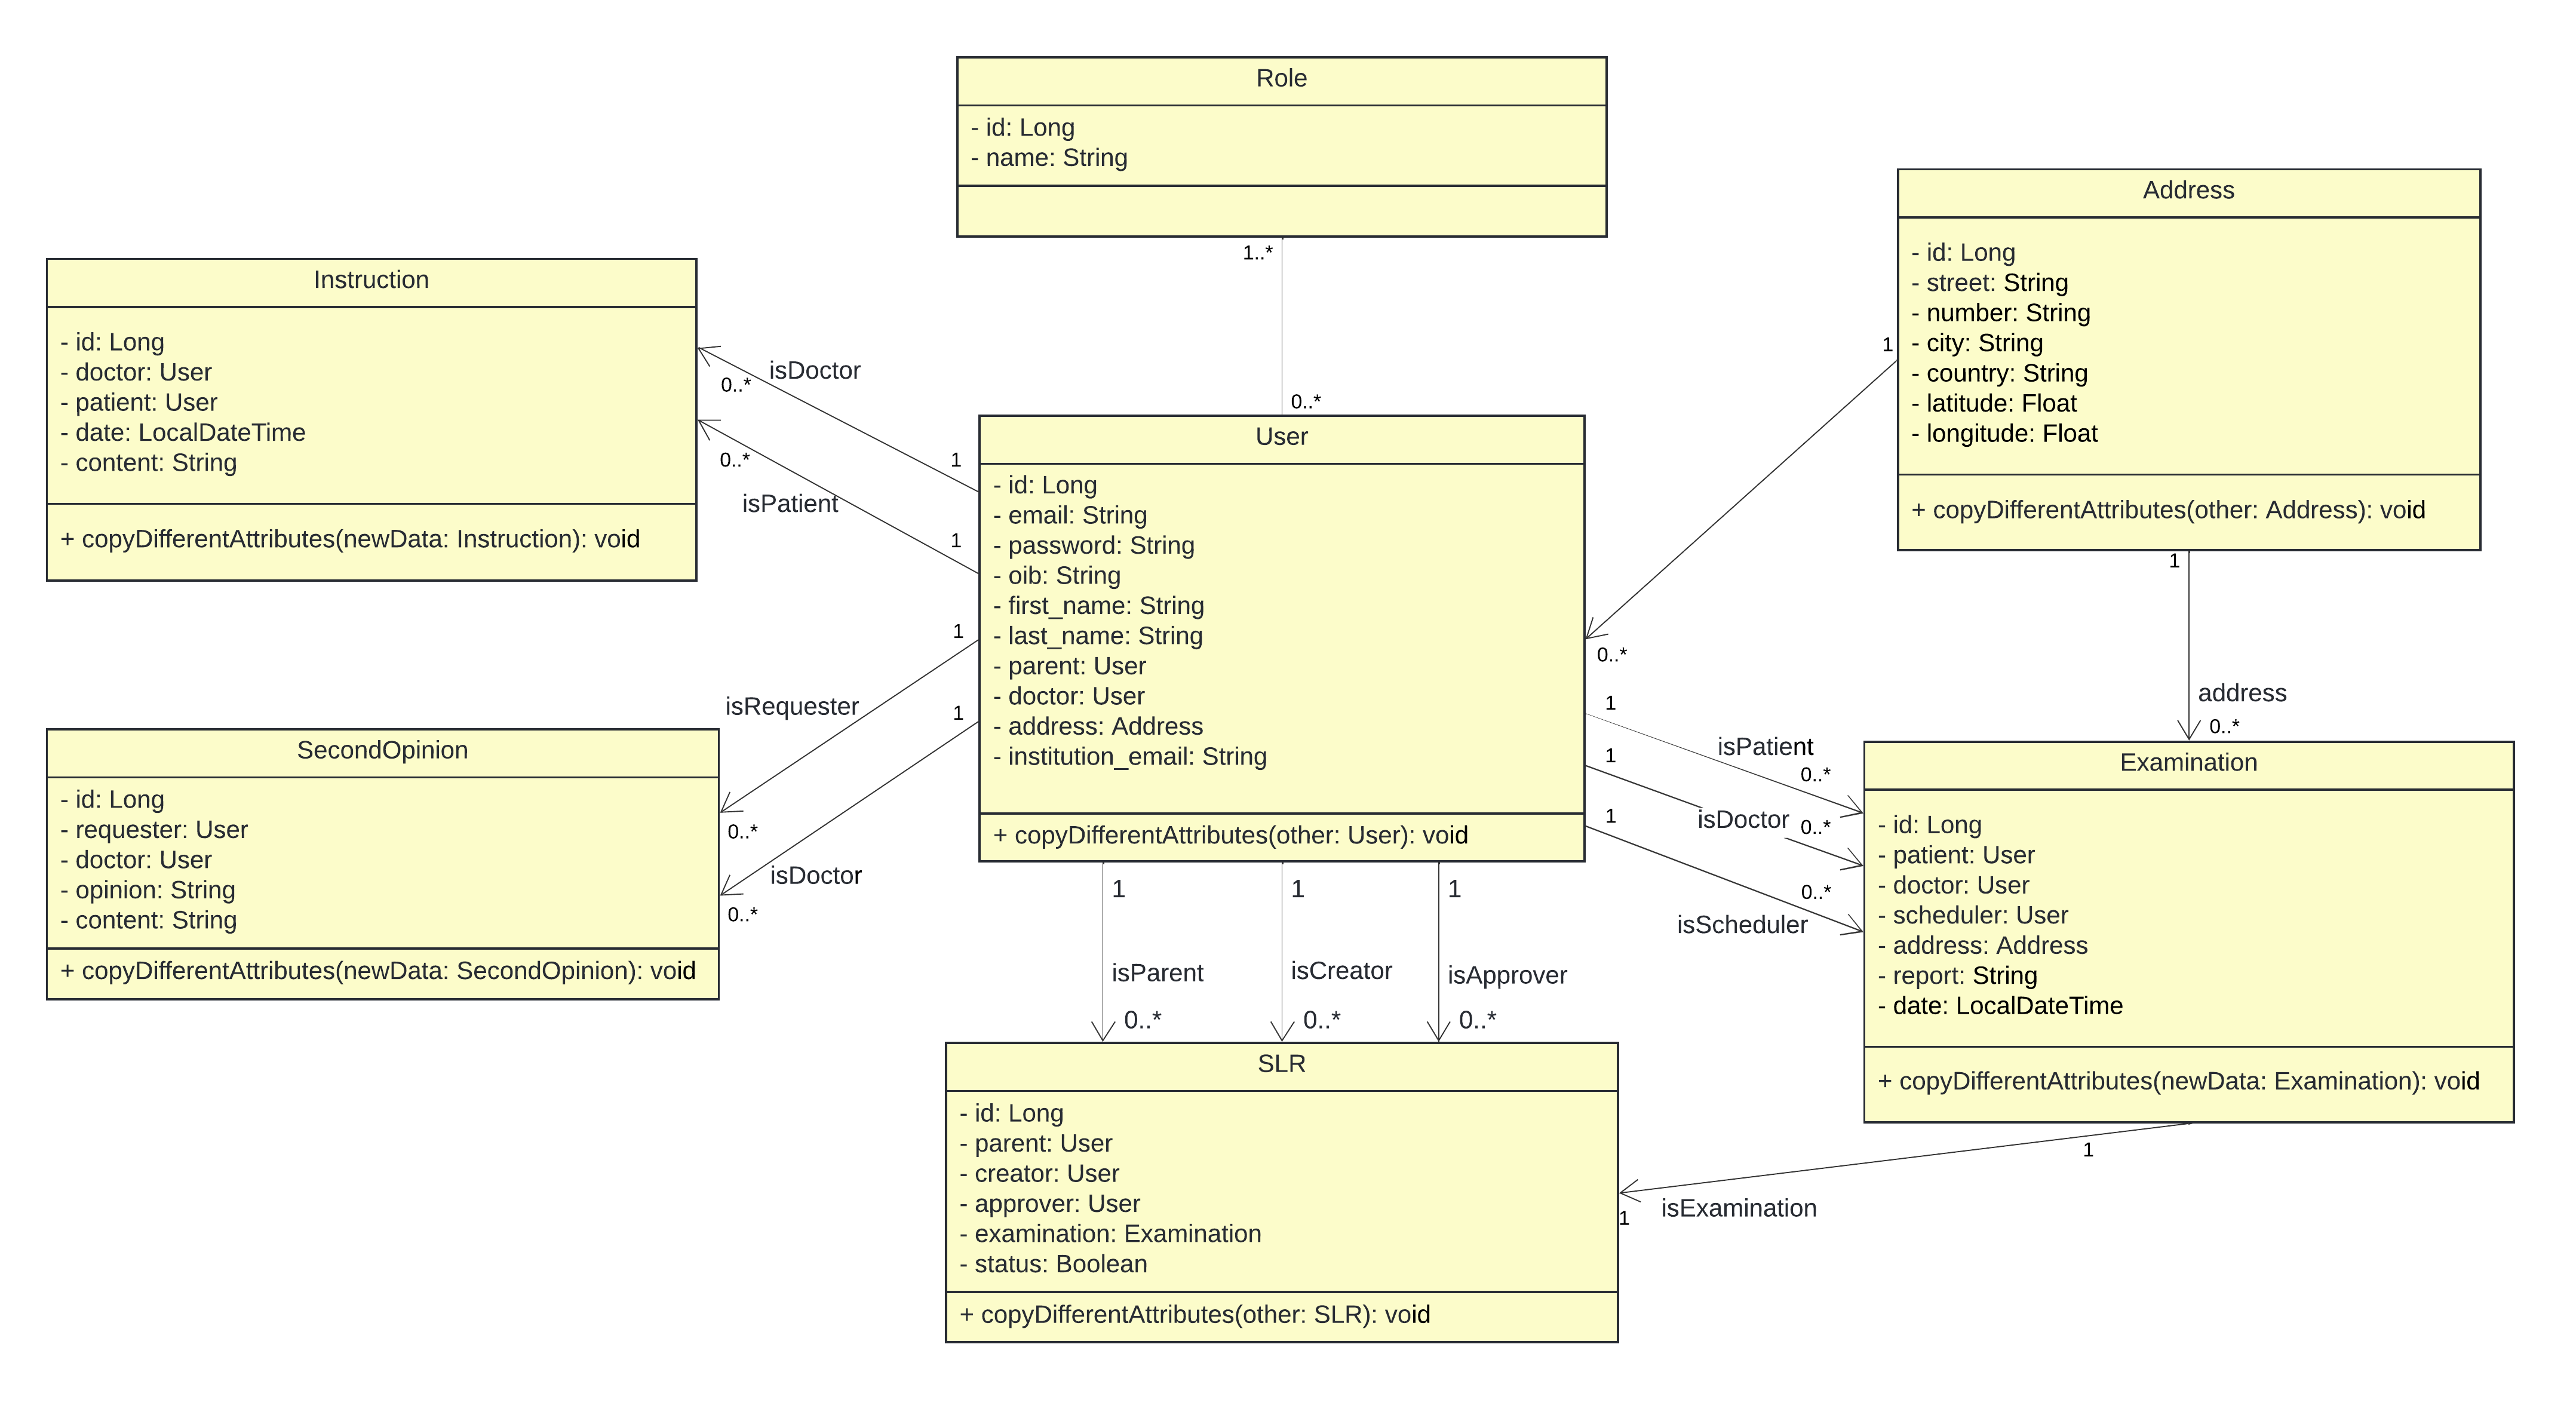 Role
- id: Long
- name: String
1..*
0..*
Address
- id: Long
- street: String
- number: String
- city: String
- country: String
- latitude: Float
- longitude: Float
+ copyDifferentAttributes(other: Address): void
1
0..*
1
address
0..*
Instruction
- id: Long
- doctor: User
- patient: User
- date: LocalDateTime
- content: String
+ copyDifferentAttributes(newData: Instruction): void
isDoctor
0..*
1
0..*
isPatient
1
User
- id: Long
- email: String
- password: String
- oib: String
- first_name: String
- last_name: String
- parent: User
- doctor: User
- address: Address
- institution_email: String
+ copyDifferentAttributes(other: User): void
1
isRequester
0..*
1
isDoctor
0..*
SecondOpinion
- id: Long
- requester: User
- doctor: User
- opinion: String
- content: String
+ copyDifferentAttributes(newData: SecondOpinion): void
1
isPatient
0..*
1
isDoctor
0..*
1
0..*
isScheduler
Examination
- id: Long
- patient: User
- doctor: User
- scheduler: User
- address: Address
- report: String
- date: LocalDateTime
+ copyDifferentAttributes(newData: Examination): void
1
isParent
0..*
1
isCreator
0..*
1
isApprover
0..*
SLR
- id: Long
- parent: User
- creator: User
- approver: User
- examination: Examination
- status: Boolean
+ copyDifferentAttributes(other: SLR): void
1
isExamination
1